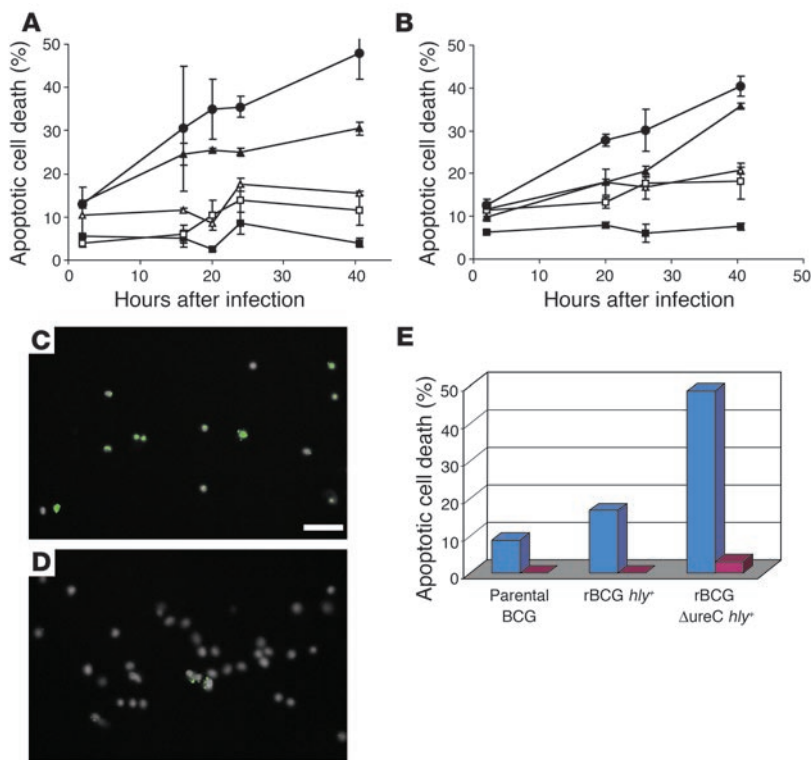 A
Apoptotic cell death (%)
50
40
30
20
10
0
0
10
20
30
40
Hours after infection
B
Apoptotic cell death (%)
50
40
30
20
10
0
0
10
20
30
40
50
Hours after infection
C
D
E
Apoptotic cell death (%)
50
40
30
20
10
0
Parental
BCG
rBCG hly⁺
rBCG
ΔureC hly⁺